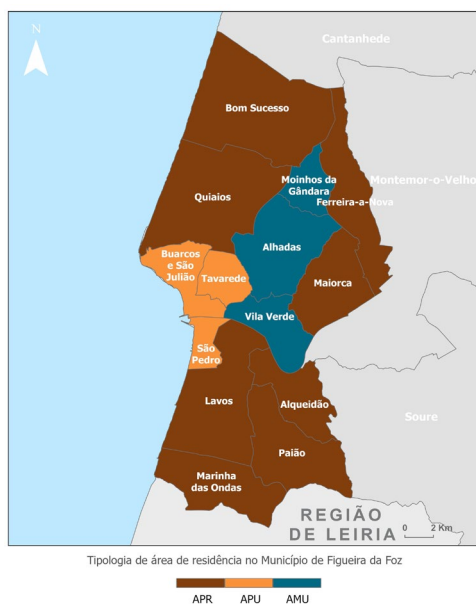 Cantanhede
Bom Sucesso
Moinhos da
Gândara
Montemor-o-Velho
Quiaios
Ferreira-a-Nova
Buarcos
e São
Julião
Tavarede
Alhadas
Maiorca
Vila Verde
São
Pedro
Lavos
Alqueidão
Soure
Paião
Marinha
das Ondas
REGIÃO
DE LEIRIA
0 2 Km
Tipologia de área de residência no Município de Figueira da Foz
APR APU AMU